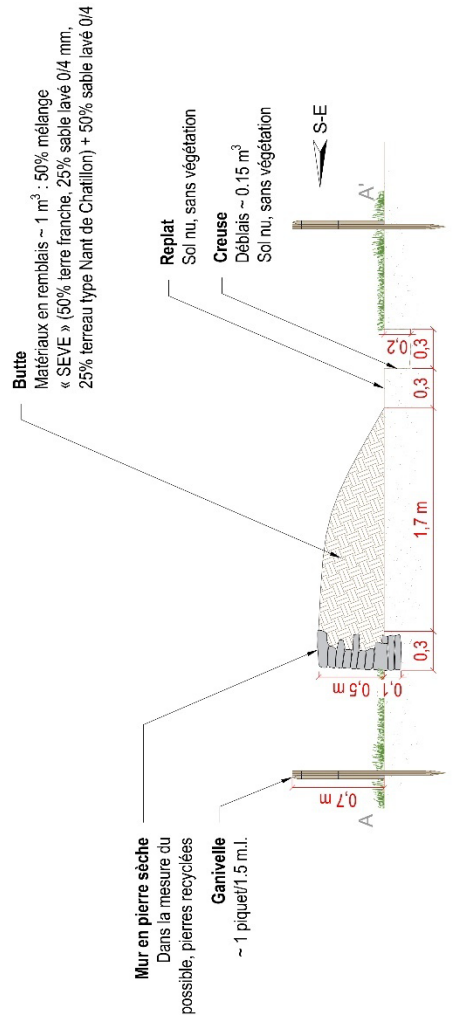 Butte
Matériaux en remblais ~ 1 m³ : 50% mélange
« SEVE » (50% terre franche, 25% sable lavé 0/4 mm,
25% terreau type Nant de Chatillon) + 50% sable lavé 0/4
Mur en pierre sèche
Dans la mesure du
possible, pierres recyclées
Ganivelle
~ 1 piquet/1.5 m.l.
Replat
Sol nu, sans végétation
Creuse
Déblais ~ 0.15 m³
Sol nu, sans végétation
S-E
A
A'
0,7 m
0,5 m
0,1
0,3
1,7 m
0,3
0,3
0,2